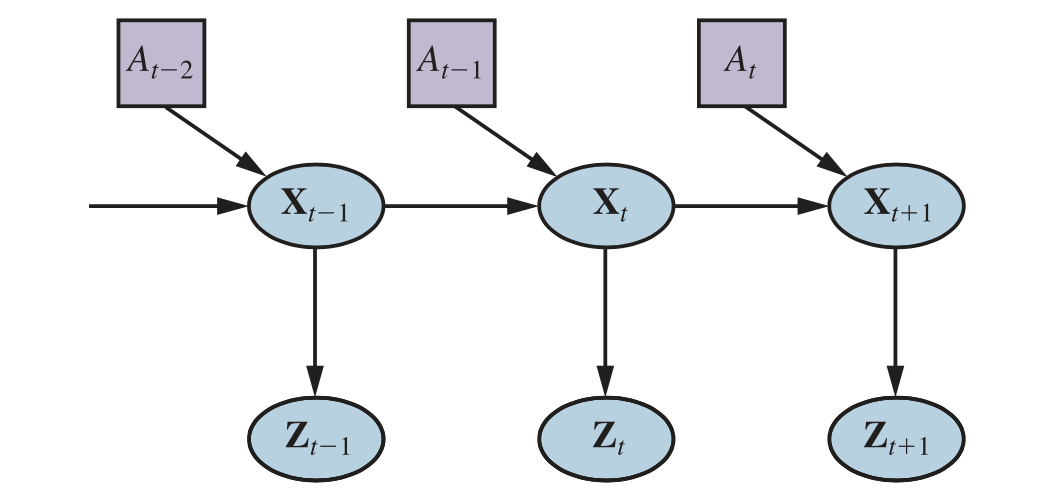 A_{t−2} A_{t−1} A_t
X_{t−1} X_t X_{t+1}
Z_{t−1} Z_t Z_{t+1}